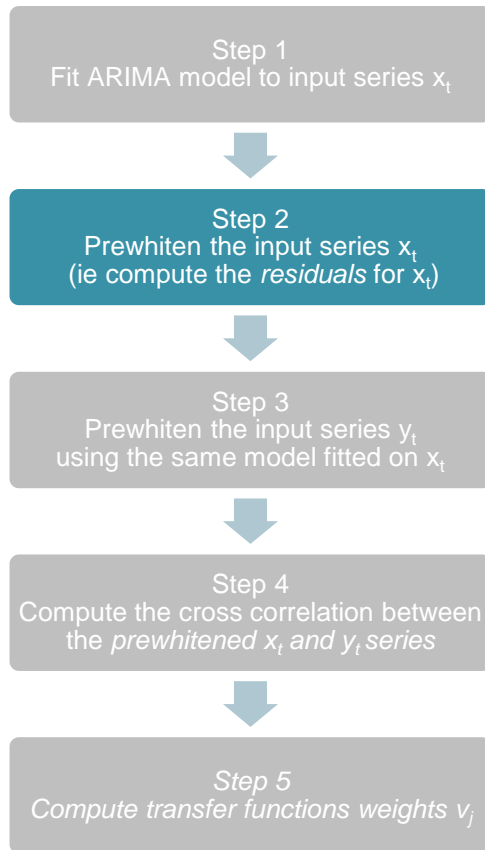 Step 1
Fit ARIMA model to input series xₜ
Step 2
Prewhiten the input series xₜ
(ie compute the residuals for xₜ)
Step 3
Prewhiten the input series yₜ
using the same model fitted on xₜ
Step 4
Compute the cross correlation between
the prewhitened xₜ and yₜ series
Step 5
Compute transfer functions weights vⱼ